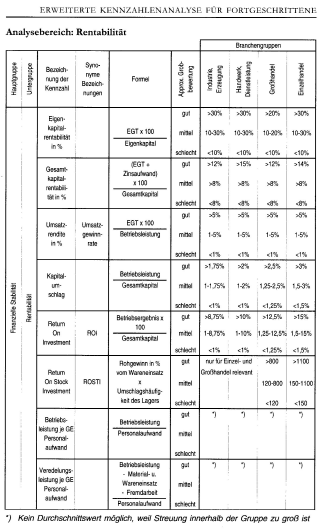 ERWEITERTE KENNZAHLENANALYSE FÜR FORTGESCHRITTENE
Analysebereich: Rentabilität
Branchengruppen
Hauptgruppe
Untergruppe
Bezeichnung der Kennzahl
Synonyme Bezeichnungen
Formel
Approx. Grobbewertung
Industrie, Erzeugung
Handwerk, Dienstleistung
Großhandel
Einzelhandel
Finanzielle Stabilität
Rentabilität
Eigenkapitalrentabilität in %
EGT x 100
Eigenkapital
gut >30% >30% >20% >30%
mittel 10-30% 10-30% 10-20% 10-30%
schlecht <10% <10% <10% <10%
Gesamtkapitalrentabilität in %
(EGT +
Zinsaufwand)
x 100
Gesamtkapital
gut >12% >15% >12% >14%
mittel >8% >8% >8% >8%
schlecht <8% <8% <8% <8%
Umsatzrendite in %
Umsatzgewinnrate
EGT x 100
Betriebsleistung
gut >5% >5% >5% >5%
mittel 1-5% 1-5% 1-5% 1-5%
schlecht <1% <1% <1% <1%
Kapitalumschlag
Betriebsleistung
Gesamtkapital
gut >1,75% >2% >2,5% >3%
mittel 1-1,75% 1-2% 1,25-2,5% 1,5-3%
schlecht <1% <1% <1,25% <1,5%
Return
On
Investment
ROI
Betriebsergebnis x
100
Gesamtkapital
gut >8,75% >10% >12,5% >15%
mittel 1-8,75% 1-10% 1,25-12,5% 1,5-15%
schlecht <1% <1% <1,25% <1,5%
Return
On Stock
Investment
ROSTI
Rohgewinn in %
vom Wareneinsatz
x
Umschlagshäufigkeit des Lagers
gut nur für Einzel- und >800 >1100
Großhandel relevant
mittel 120-800 150-1100
schlecht <120 <150
Betriebsleistung je GE
Personalaufwand
Betriebsleistung
Personalaufwand
gut *) *) *) *)
mittel
schlecht
Veredelungsleistung je GE
Personalaufwand
Betriebsleistung
- Material- u.
Wareneinsatz
- Fremdarbeit
Personalaufwand
gut *) *) *) *)
mittel
schlecht
*) Kein Durchschnittswert möglich, weil Streuung innerhalb der Gruppe zu groß ist